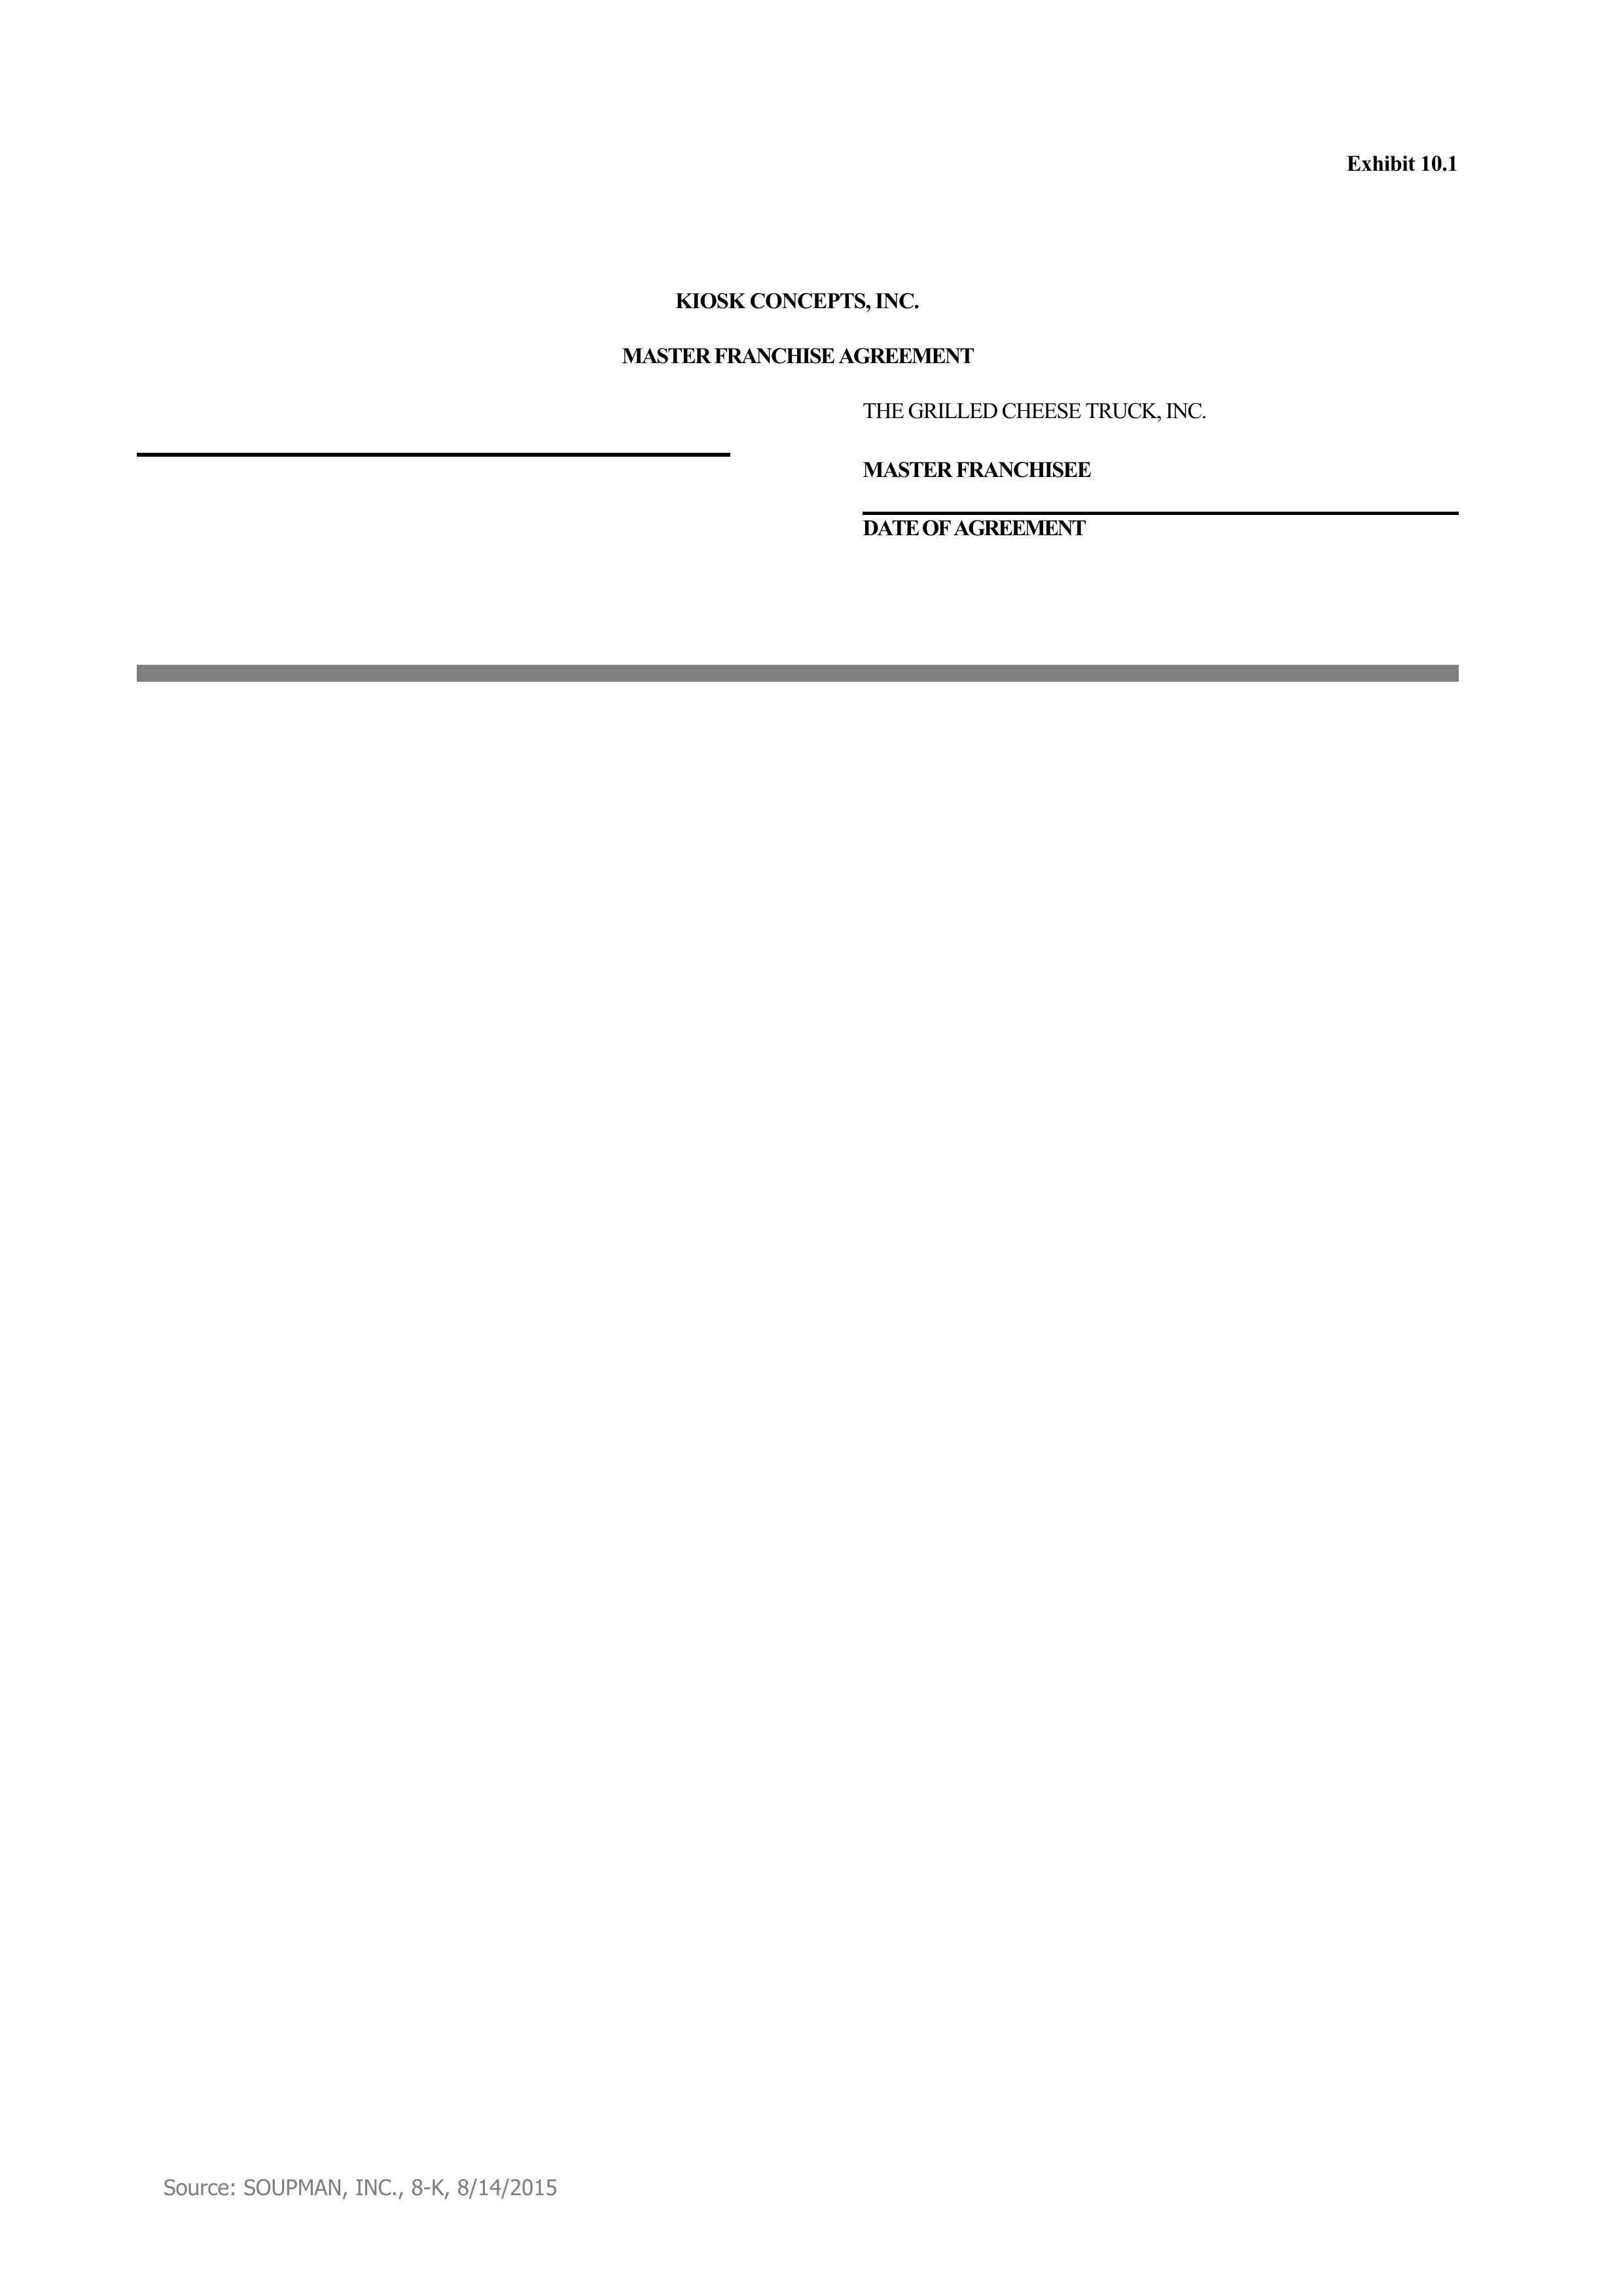 Exhibit 10.1
KIOSK CONCEPTS, INC.
MASTER FRANCHISE AGREEMENT
THE GRILLED CHEESE TRUCK, INC.
MASTER FRANCHISEE
DATE OF AGREEMENT
Source: SOUPMAN, INC., 8-K, 8/14/2015